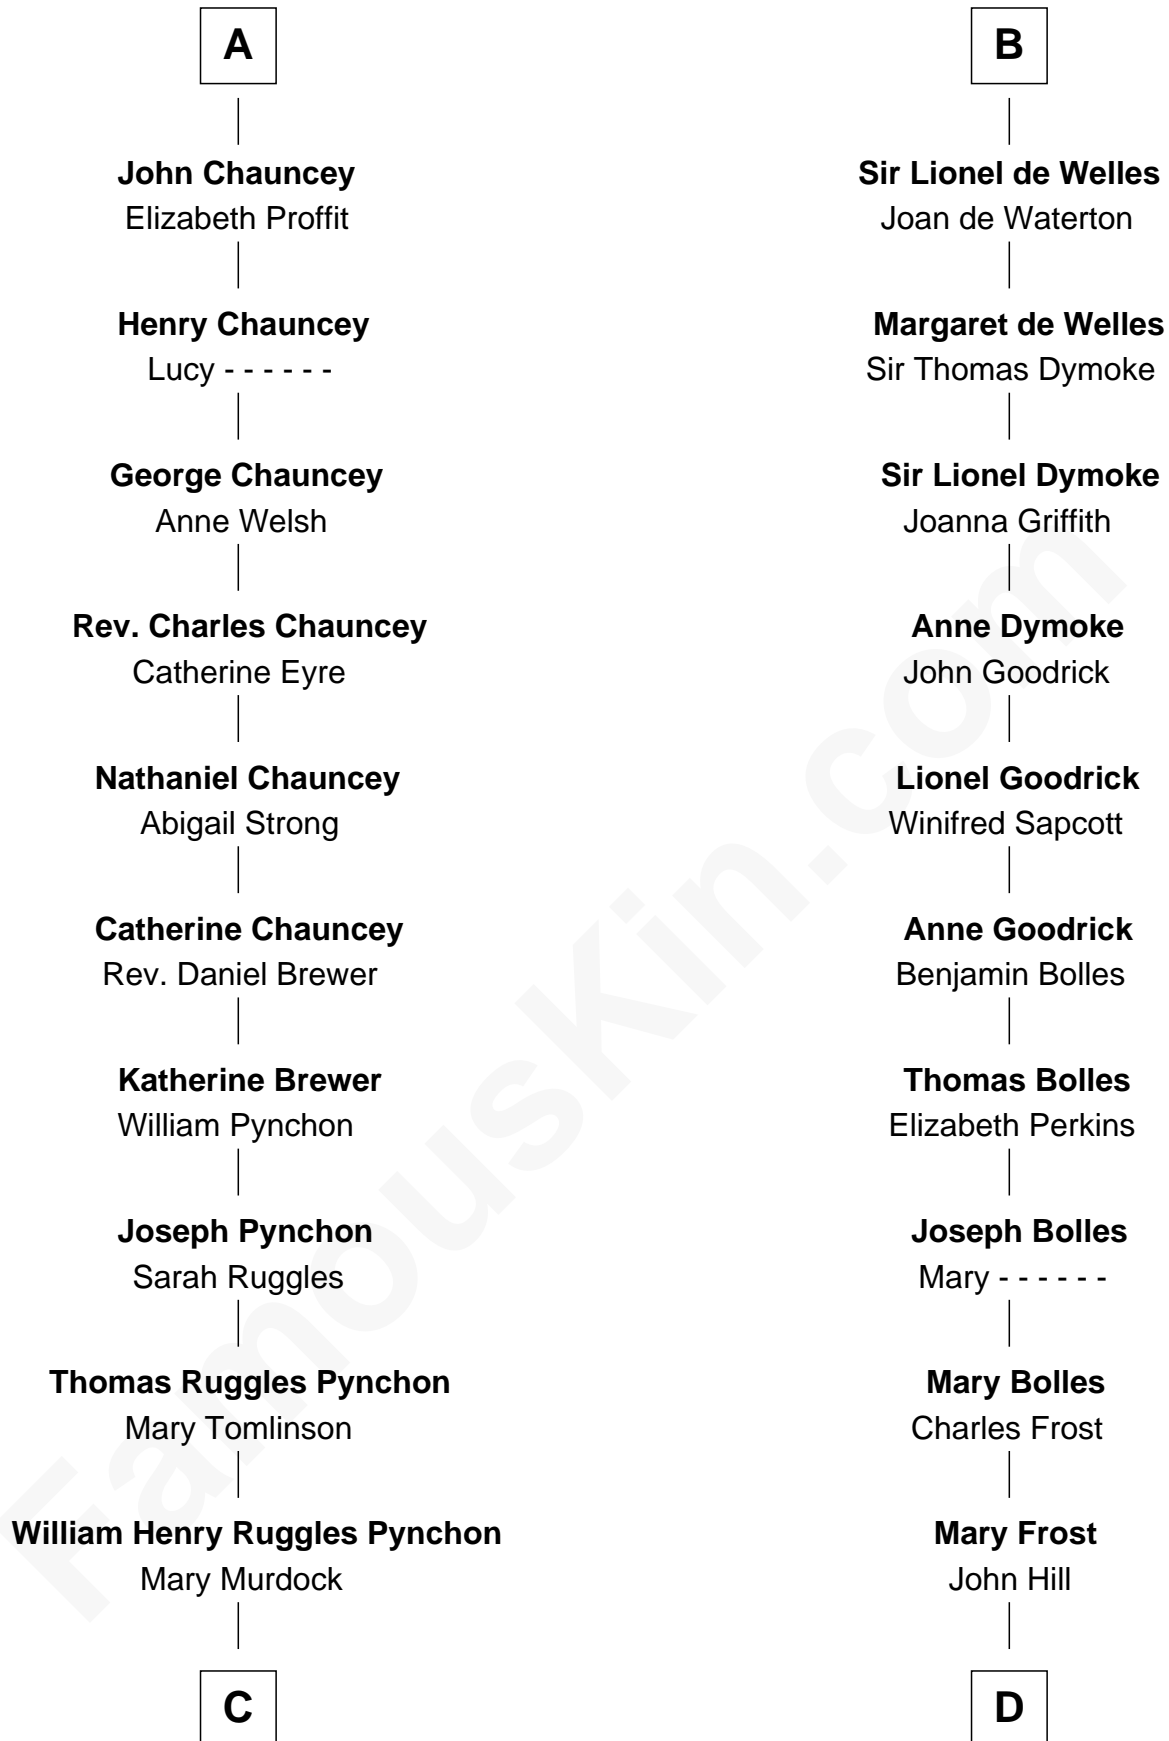 A
John Chauncey
Elizabeth Proffit
Henry Chauncey
Lucy - - - - - -
George Chauncey
Anne Welsh
Rev. Charles Chauncey
Catherine Eyre
Nathaniel Chauncey
Abigail Strong
Catherine Chauncey
Rev. Daniel Brewer
Katherine Brewer
William Pynchon
Joseph Pynchon
Sarah Ruggles
Thomas Ruggles Pynchon
Mary Tomlinson
William Henry Ruggles Pynchon
Mary Murdock
C
B
Sir Lionel de Welles
Joan de Waterton
Margaret de Welles
Sir Thomas Dymoke
Sir Lionel Dymoke
Joanna Griffith
Anne Dymoke
John Goodrick
Lionel Goodrick
Winifred Sapcott
Anne Goodrick
Benjamin Bolles
Thomas Bolles
Elizabeth Perkins
Joseph Bolles
Mary - - - - - -
Mary Bolles
Charles Frost
Mary Frost
John Hill
D
FamousKin.com